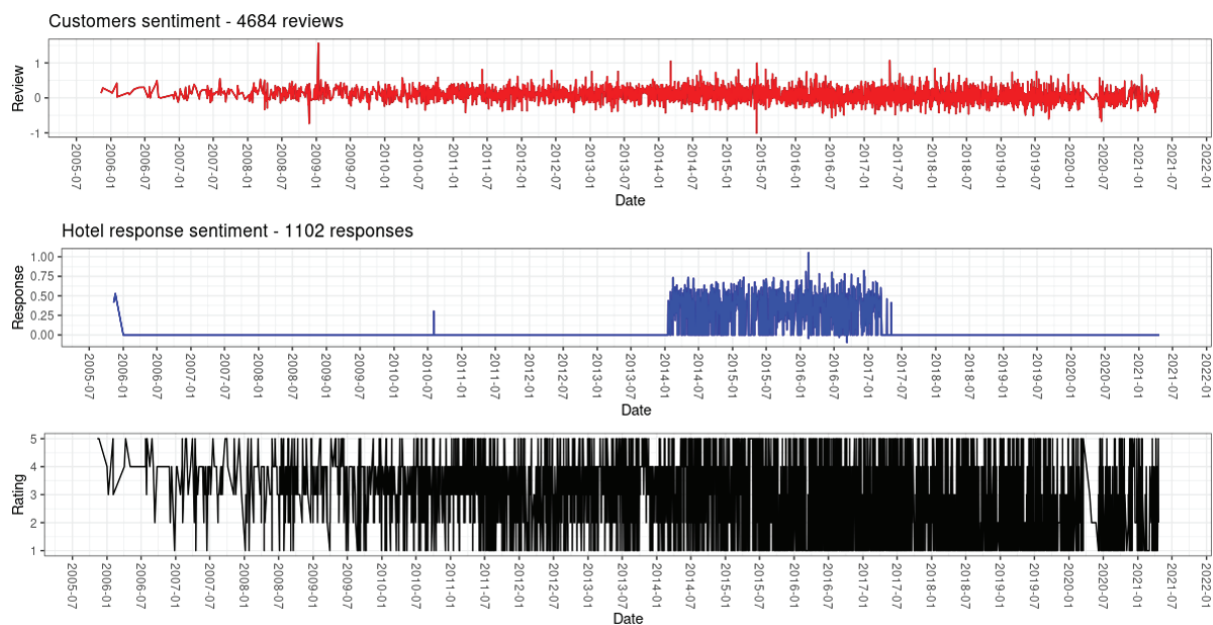 Customers sentiment - 4684 reviews
Review
1
0
-1
2005-07 2006-01 2006-07 2007-01 2007-07 2008-01 2008-07 2009-01 2009-07 2010-01 2010-07 2011-01 2011-07 2012-01 2012-07 2013-01 2013-07 2014-01 2014-07 2015-01 2015-07 2016-01 2016-07 2017-01 2017-07 2018-01 2018-07 2019-01 2019-07 2020-01 2020-07 2021-01 2021-07 2022-01
Date
Hotel response sentiment - 1102 responses
Response
1.00
0.75
0.50
0.25
0.00
2005-07 2006-01 2006-07 2007-01 2007-07 2008-01 2008-07 2009-01 2009-07 2010-01 2010-07 2011-01 2011-07 2012-01 2012-07 2013-01 2013-07 2014-01 2014-07 2015-01 2015-07 2016-01 2016-07 2017-01 2017-07 2018-01 2018-07 2019-01 2019-07 2020-01 2020-07 2021-01 2021-07 2022-01
Date
Rating
5
4
3
2
1
2005-07 2006-01 2006-07 2007-01 2007-07 2008-01 2008-07 2009-01 2009-07 2010-01 2010-07 2011-01 2011-07 2012-01 2012-07 2013-01 2013-07 2014-01 2014-07 2015-01 2015-07 2016-01 2016-07 2017-01 2017-07 2018-01 2018-07 2019-01 2019-07 2020-01 2020-07 2021-01 2021-07 2022-01
Date